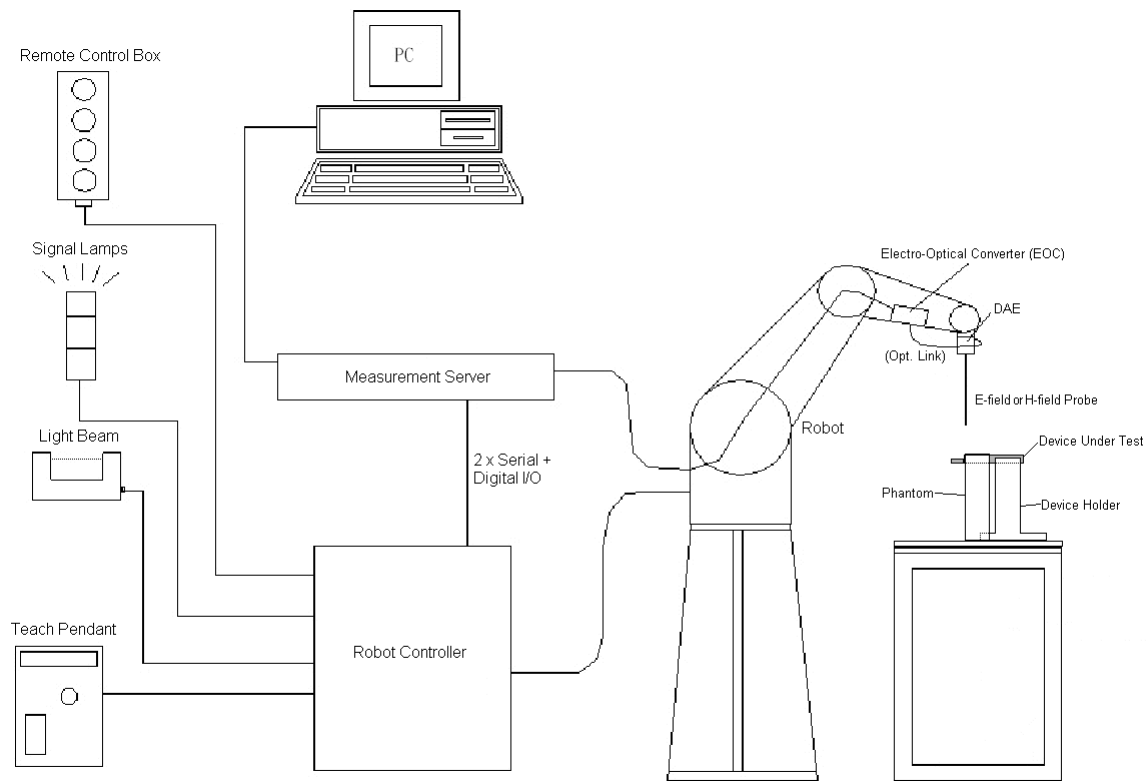 Remote Control Box
PC
Signal Lamps
Electro-Optical Converter (EOC)
DAE
(Opt. Link)
Measurement Server
E-field or H-field Probe
Robot
Light Beam
2 x Serial +
Digital I/O
Device Under Test
Phantom
Device Holder
Teach Pendant
Robot Controller